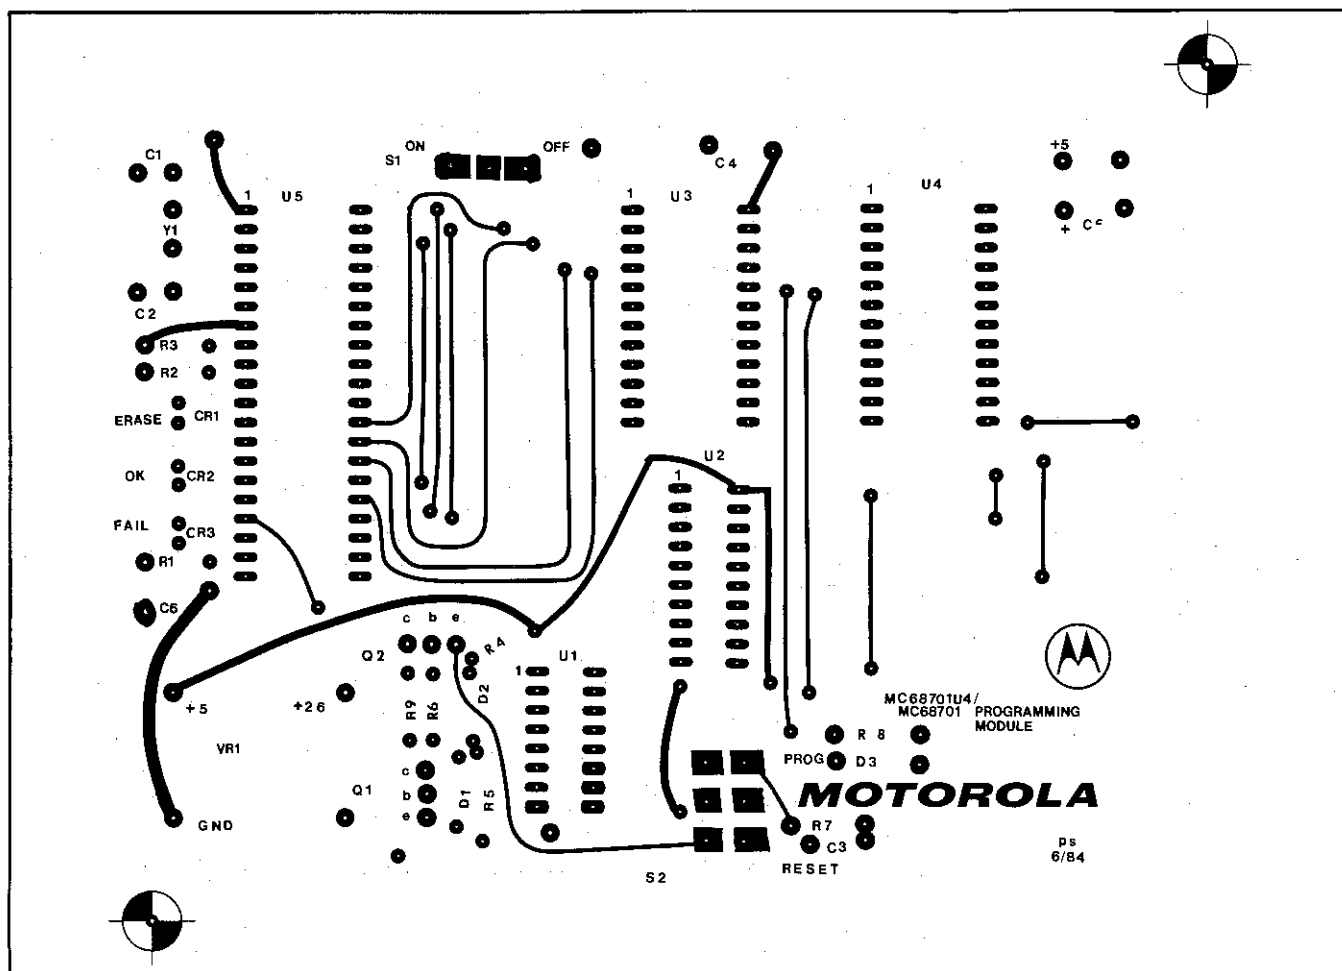 ON
S1
OFF
C1
C4
+5
1
U5
1
U3
1
U4
Y1
+
C2
R3
R2
ERASE
CR1
OK
CR2
FAIL
CR3
R1
C6
U2
1
c b e
Q2
R4
1
U1
D2
+5
+26
R9
R6
VR1
c
b
e
Q1
D1
R5
GND
MC68701U4/
MC68701 PROGRAMMING
MODULE
R 8
PROG
D3
MOTOROLA
R7
C3
RESET
S2
ps
6/84